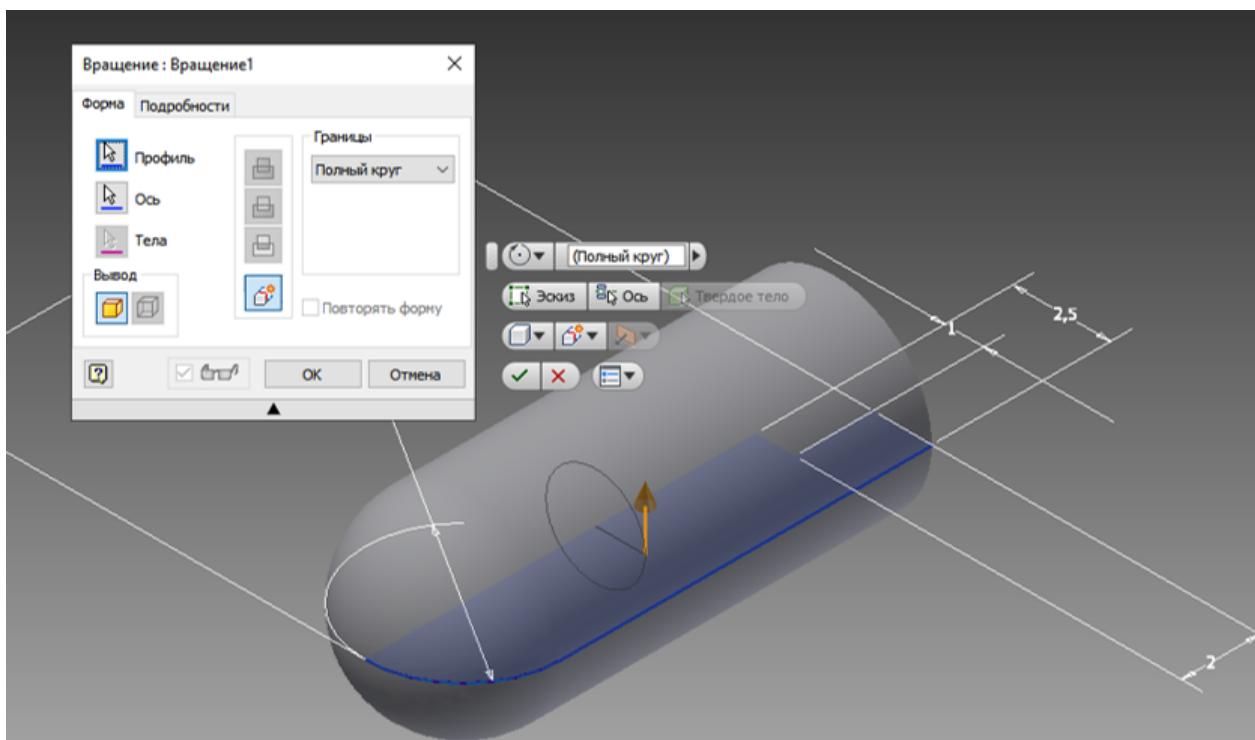 Вращение : Вращение1
Форма Подробности
Профиль
Ось
Тела
Вывод
Границы
Полный круг
Повторять форму
ОК Отмена
(Полный круг)
Эскиз Ось Твердое тело
1
2,5
2